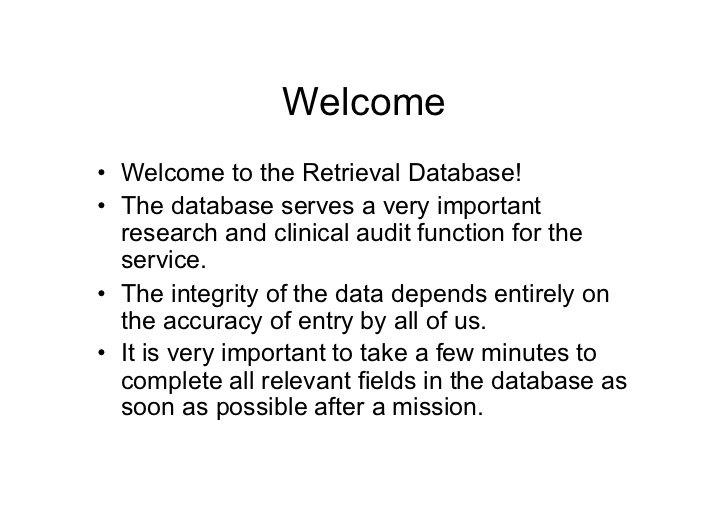 Welcome
• Welcome to the Retrieval Database!
• The database serves a very important
research and clinical audit function for the
service.
• The integrity of the data depends entirely on
the accuracy of entry by all of us.
• It is very important to take a few minutes to
complete all relevant fields in the database as
soon as possible after a mission.